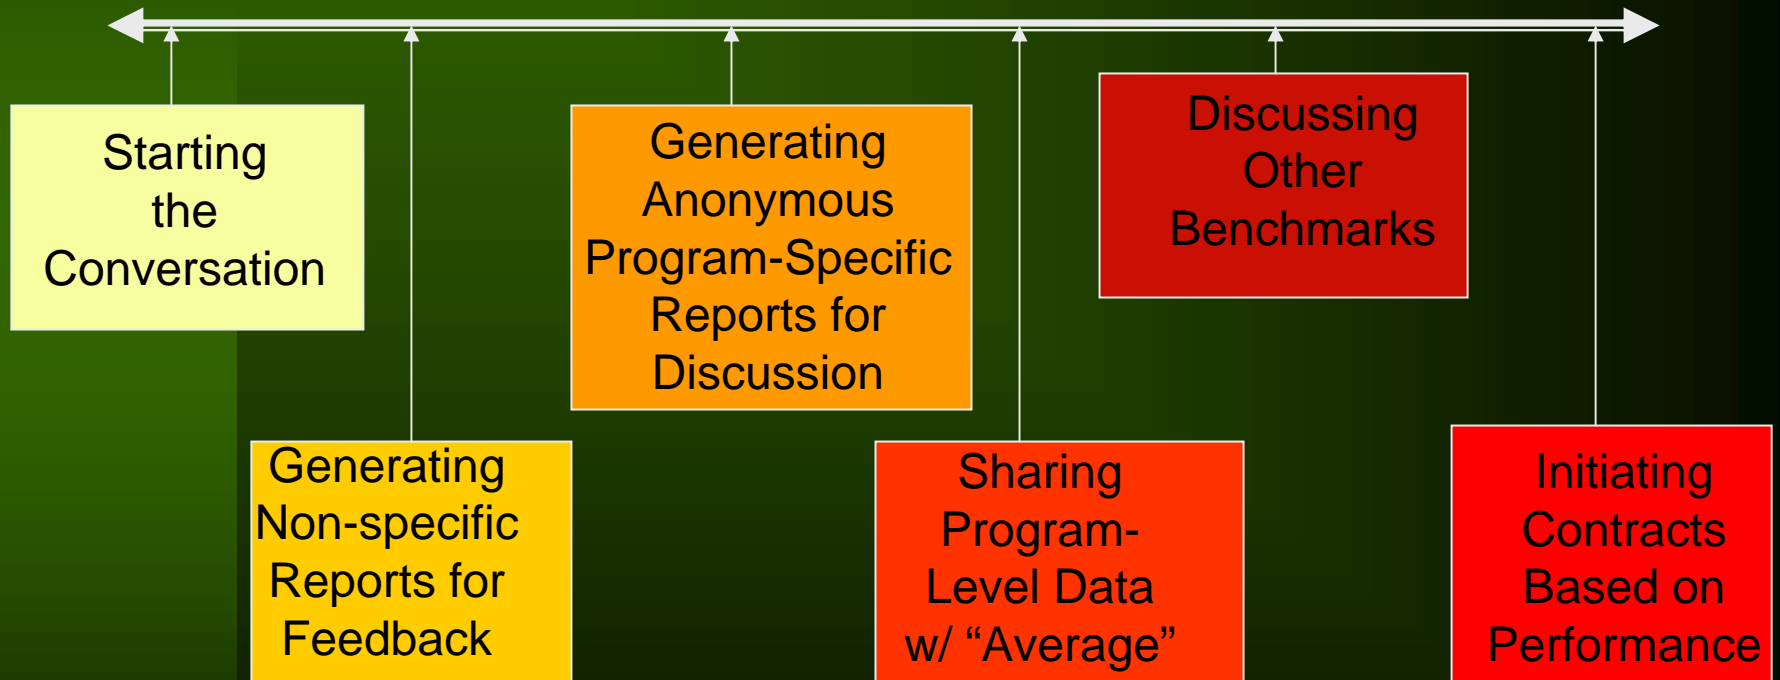 Starting
the
Conversation
Generating
Non-specific
Reports for
Feedback
Generating
Anonymous
Program-Specific
Reports for
Discussion
Sharing
Program-
Level Data
w/ “Average”
Discussing
Other
Benchmarks
Initiating
Contracts
Based on
Performance